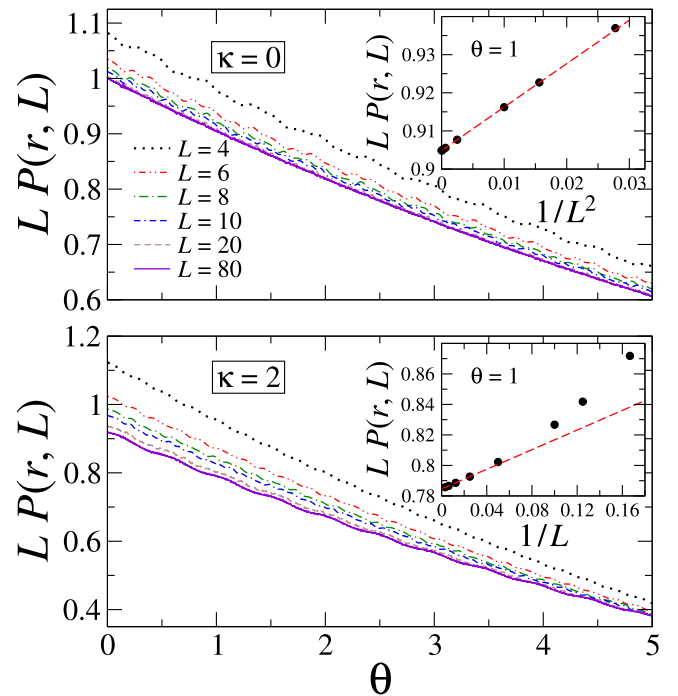 1.1
1
0.9
0.8
0.7
0.6
L P(r, L)
κ = 0
L = 4
L = 6
L = 8
L = 10
L = 20
L = 80
θ = 1
L P(r, L)
0.93
0.92
0.91
0.9
0 0.01 0.02 0.03
1/L²
1.2
1
0.8
0.6
0.4
L P(r, L)
κ = 2
θ = 1
L P(r, L)
0.86
0.84
0.82
0.8
0.78
0 0.04 0.08 0.12 0.16
1/L
0 1 2 3 4 5
θ